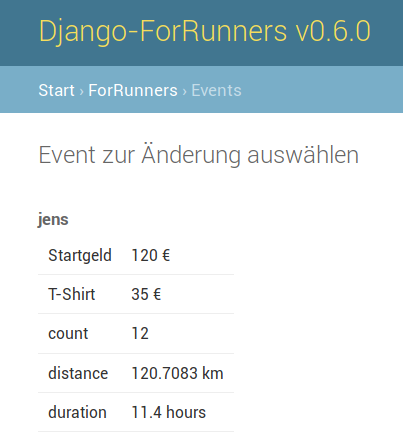 Django-ForRunners v0.6.0
Start › ForRunners › Events
Event zur Änderung auswählen
jens
Startgeld 120 €
T-Shirt 35 €
count 12
distance 120.7083 km
duration 11.4 hours